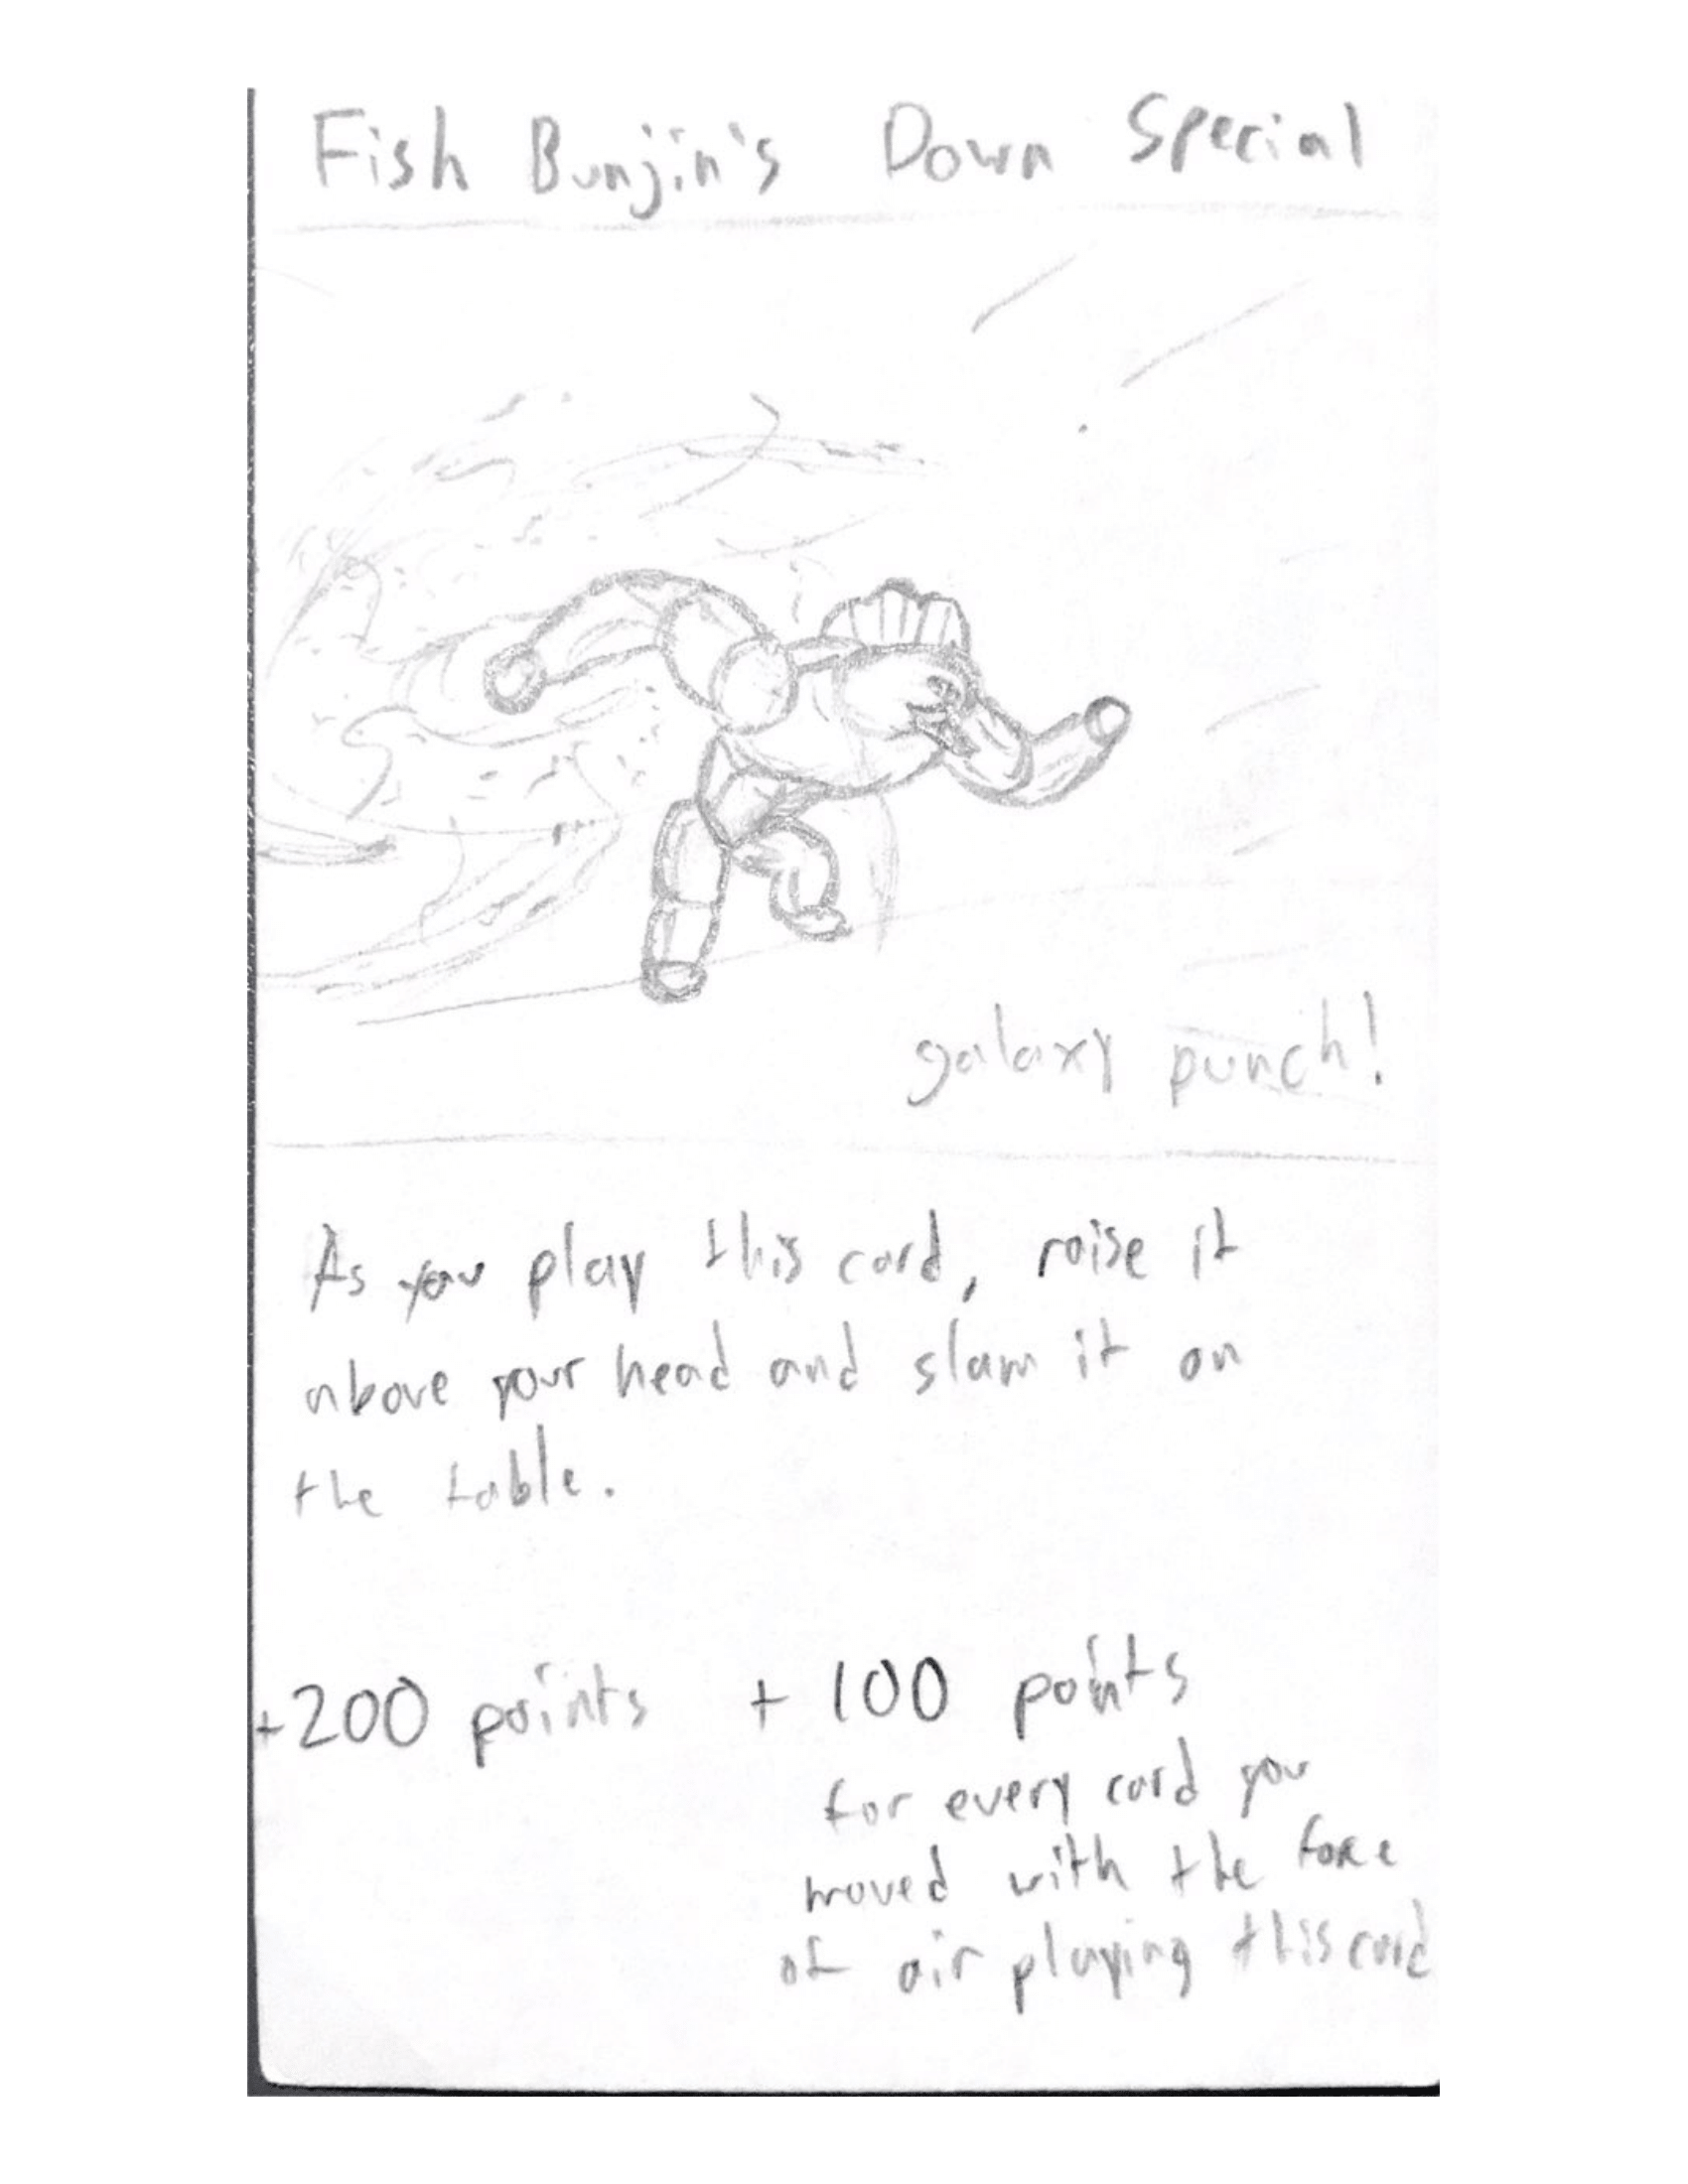 Fish Bunjin's Down Special
galaxy punch!
As you play this card, raise it
above your head and slam it on
the table.
+200 points + 100 points
for every card you
moved with the force
of air playing this card